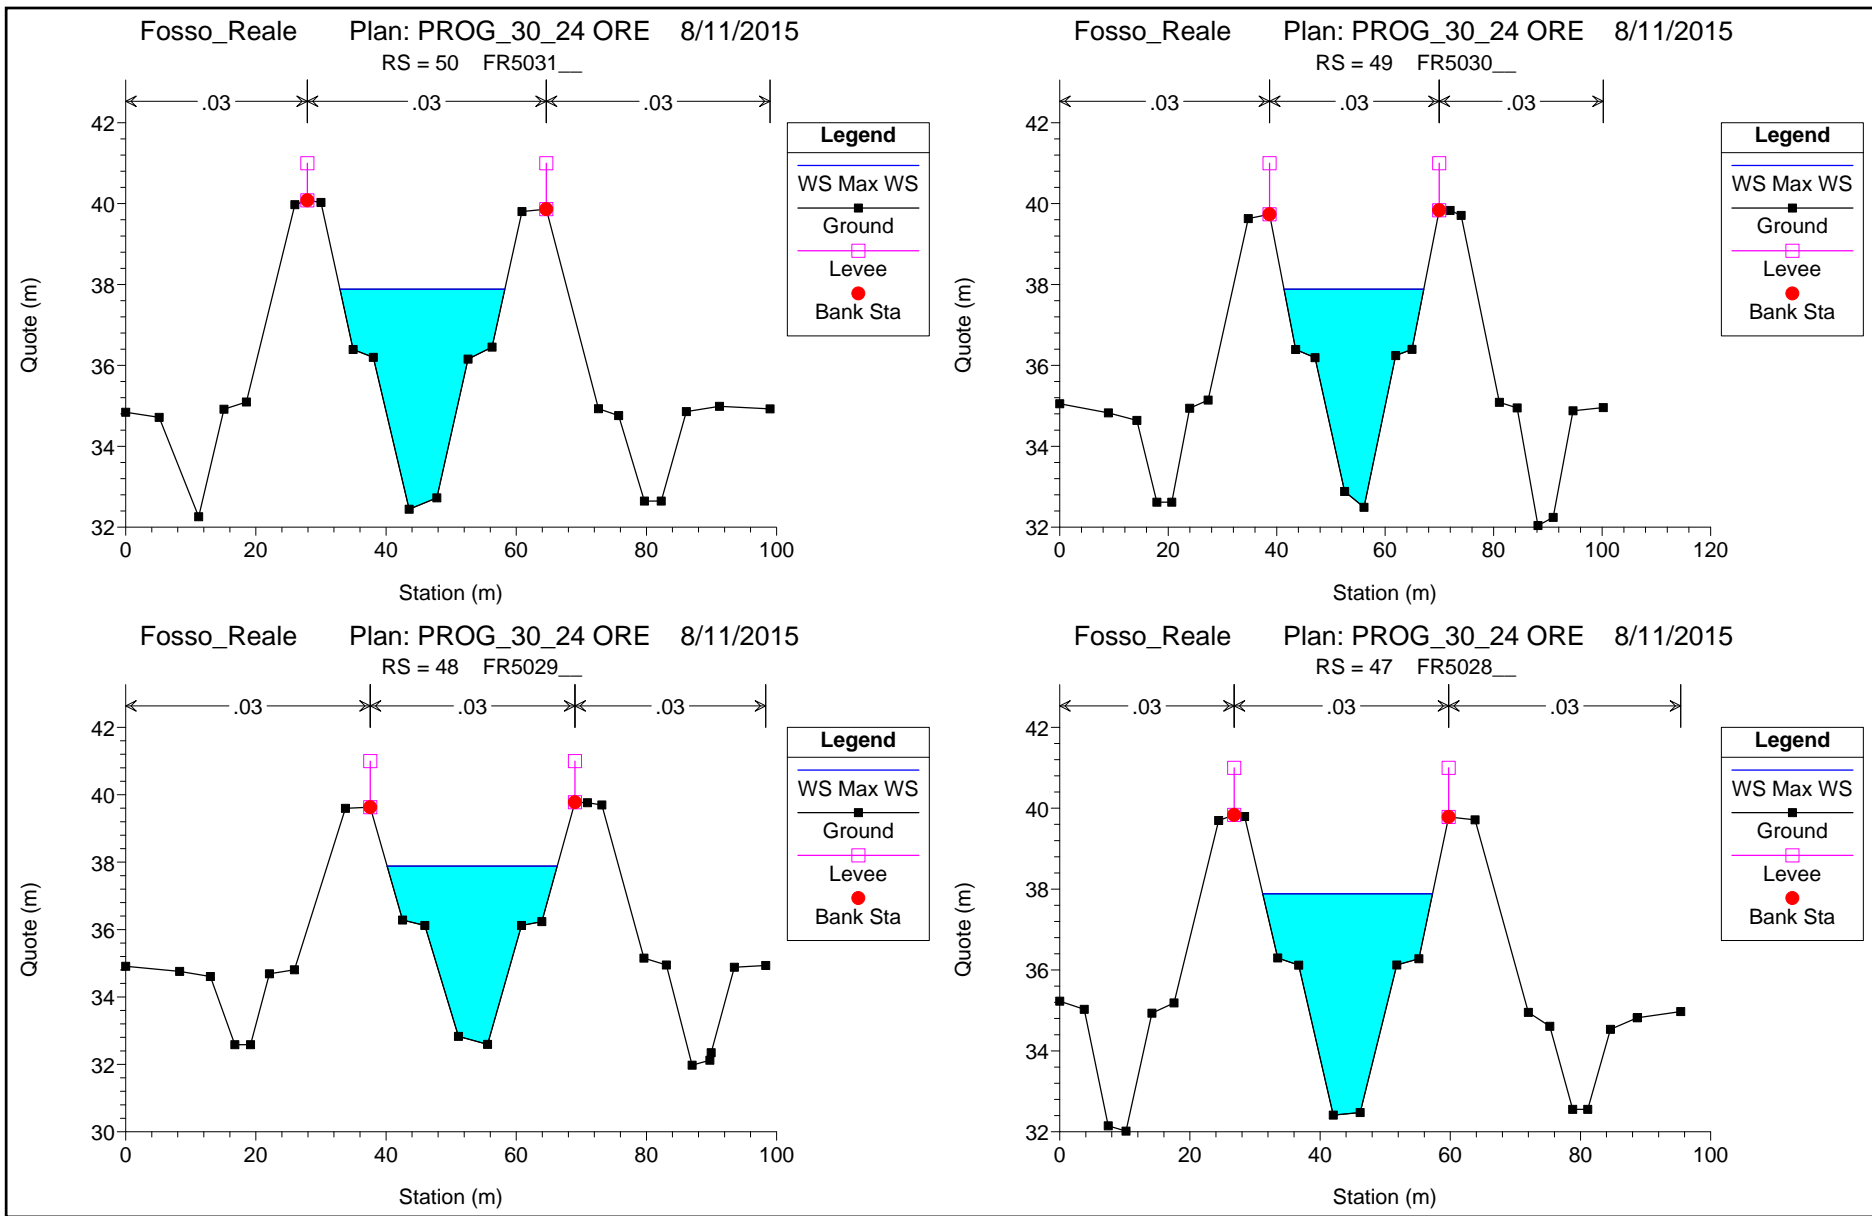 Fosso_Reale Plan: PROG_30_24 ORE 8/11/2015
RS = 50 FR5031__
.03 .03 .03
42
40
38
36
34
32
0 20 40 60 80 100
Station (m)
Quote (m)
Legend
WS Max WS
Ground
Levee
Bank Sta
Fosso_Reale Plan: PROG_30_24 ORE 8/11/2015
RS = 49 FR5030__
.03 .03 .03
42
40
38
36
34
32
0 20 40 60 80 100 120
Station (m)
Quote (m)
Legend
WS Max WS
Ground
Levee
Bank Sta
Fosso_Reale Plan: PROG_30_24 ORE 8/11/2015
RS = 48 FR5029__
.03 .03 .03
42
40
38
36
34
32
30
0 20 40 60 80 100
Station (m)
Quote (m)
Legend
WS Max WS
Ground
Levee
Bank Sta
Fosso_Reale Plan: PROG_30_24 ORE 8/11/2015
RS = 47 FR5028__
.03 .03 .03
42
40
38
36
34
32
0 20 40 60 80 100
Station (m)
Quote (m)
Legend
WS Max WS
Ground
Levee
Bank Sta